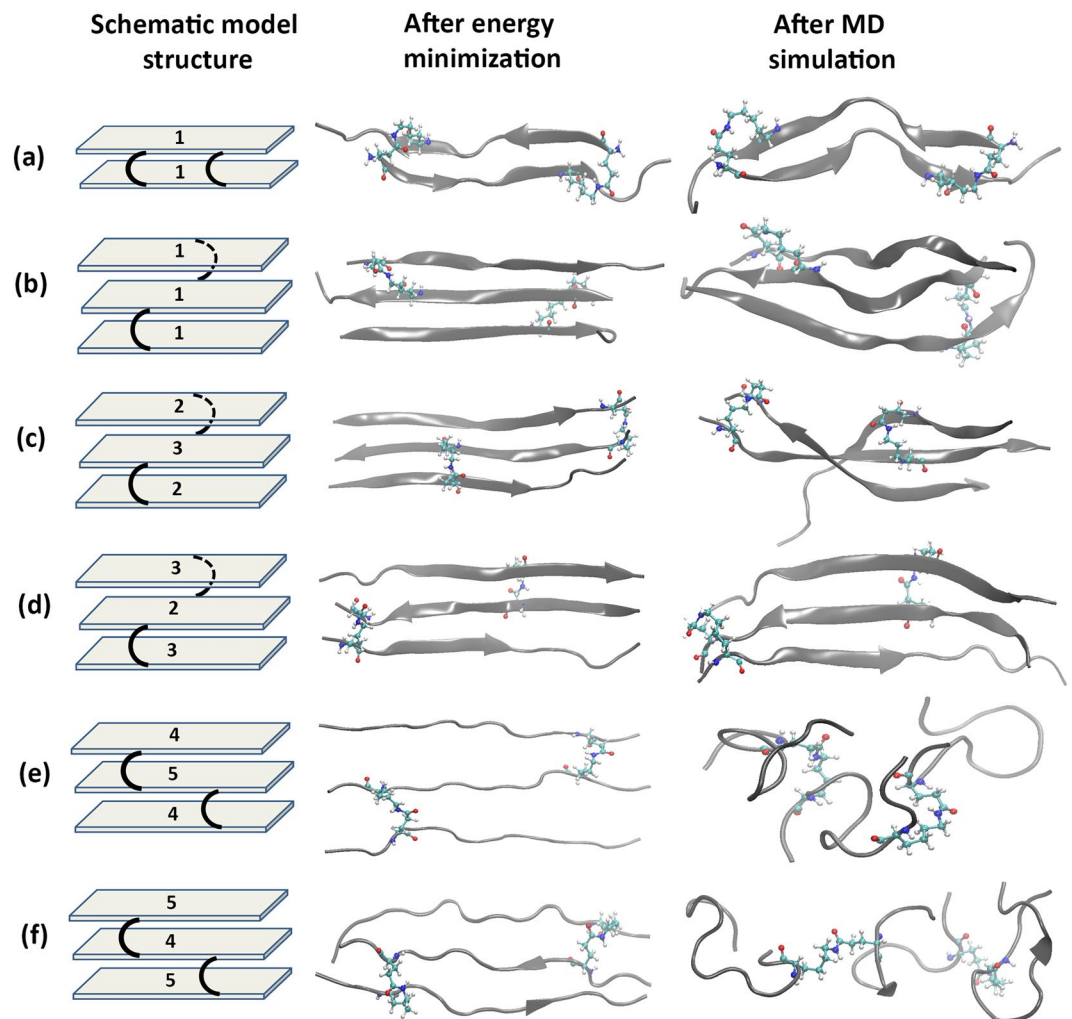 Schematic model
structure
After energy
minimization
After MD
simulation
(a)
1
1
(b)
1
1
1
(c)
2
3
2
(d)
3
2
3
(e)
4
5
4
(f)
5
4
5